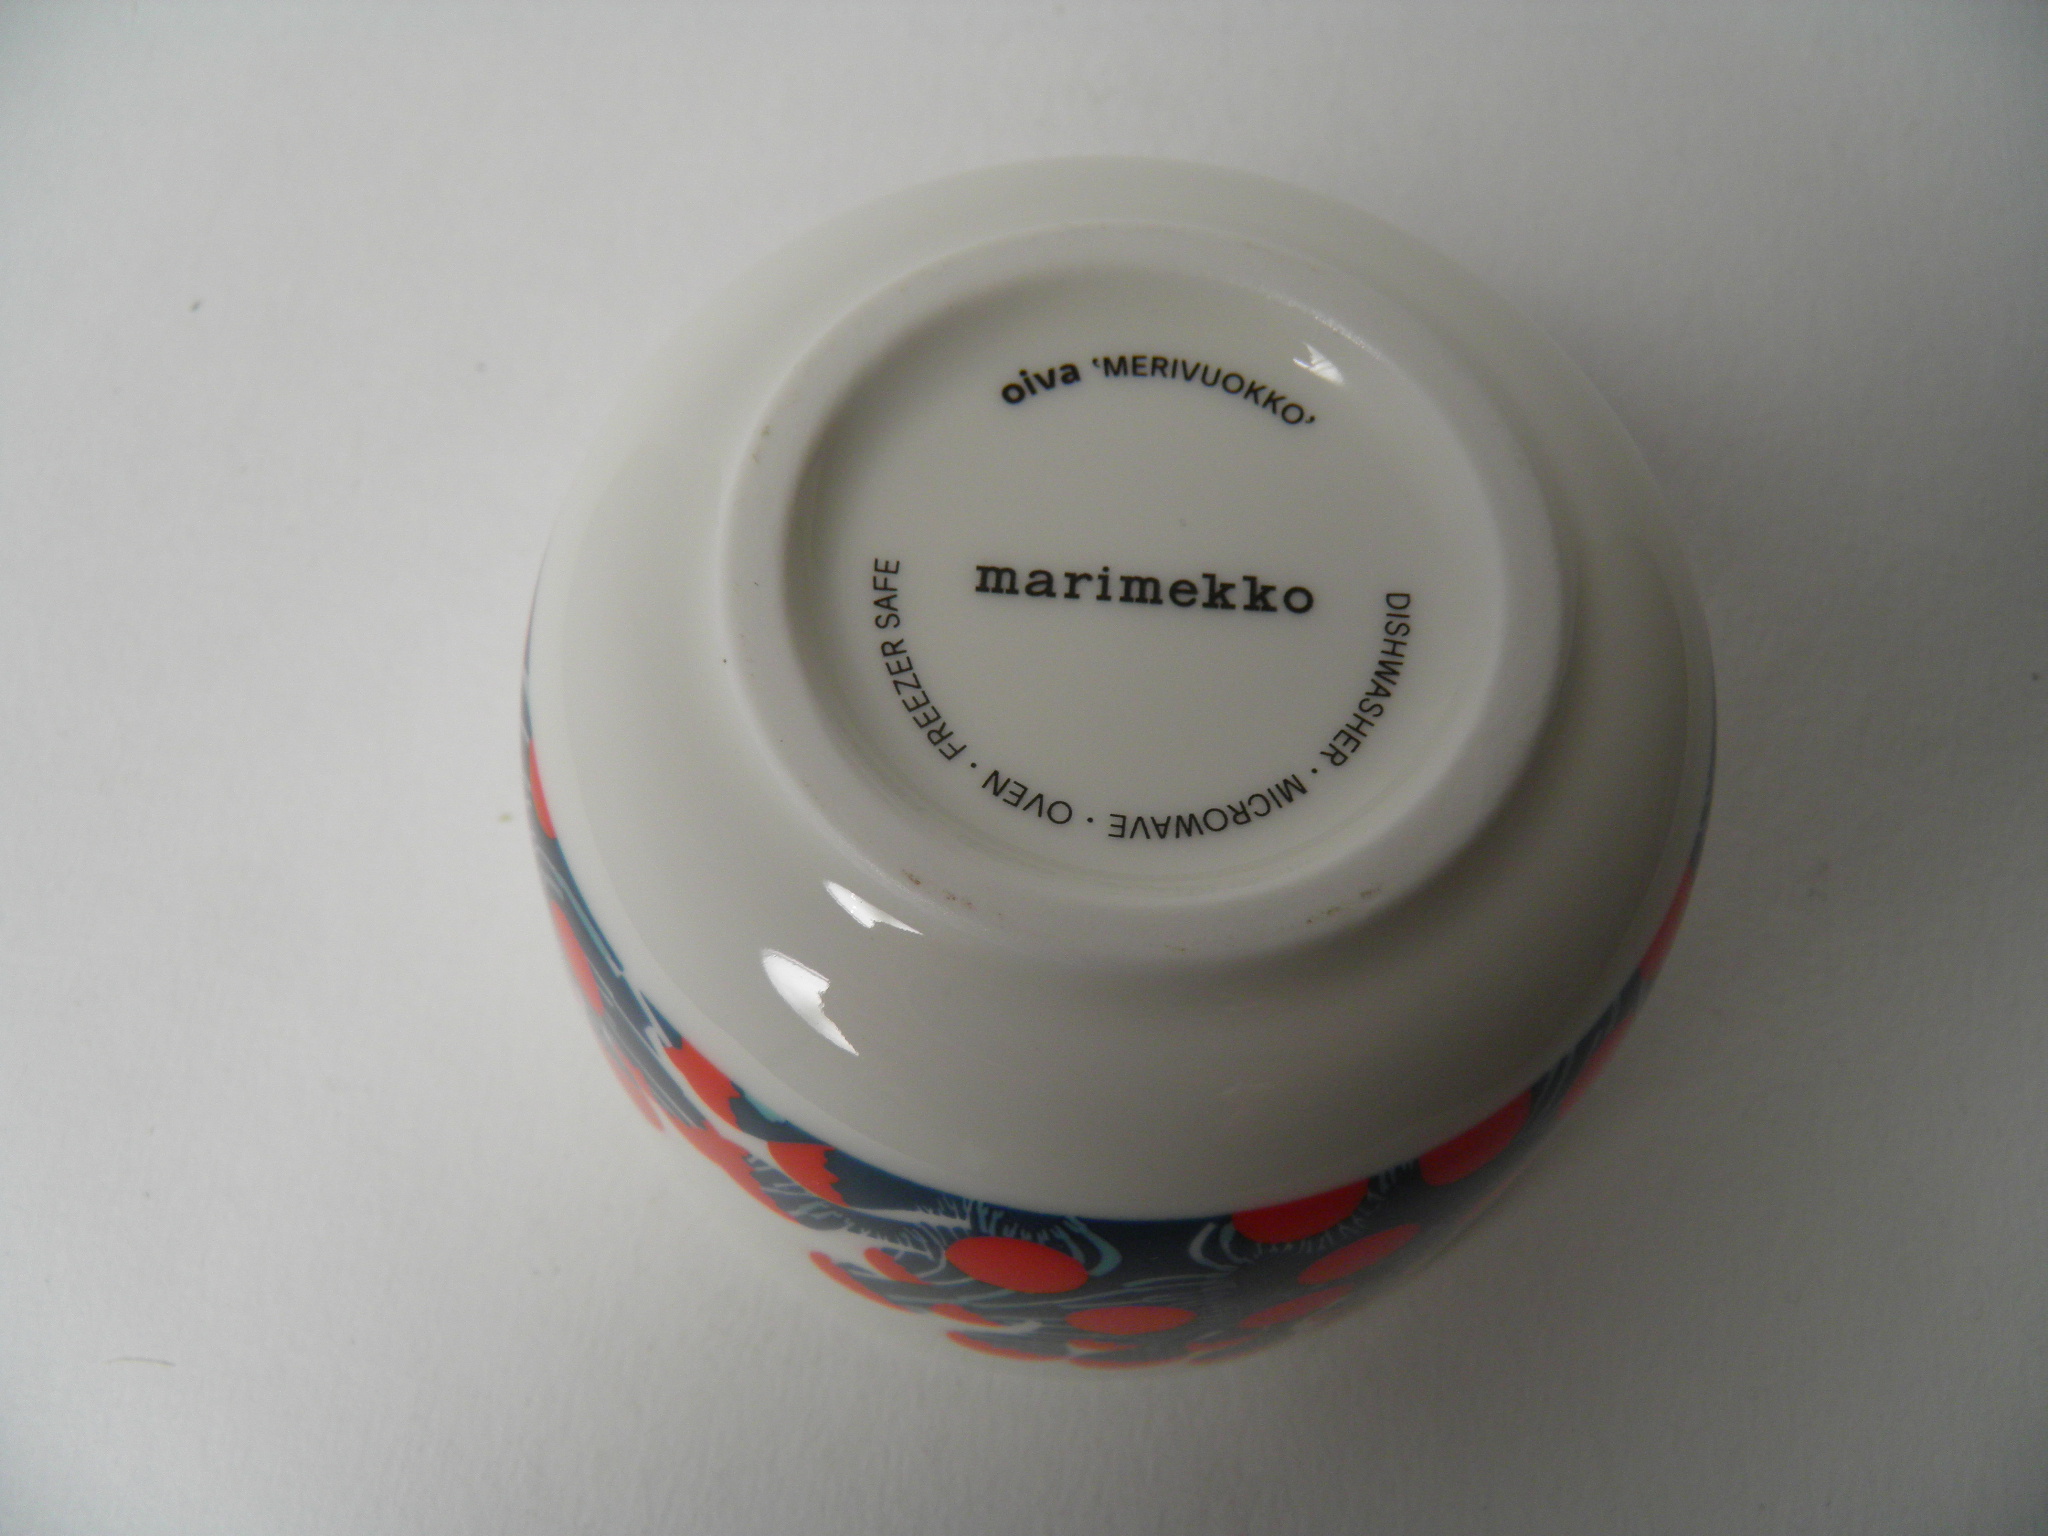 oiva 'MERIVUOKKO'
marimekko
DISHWASHER · MICROWAVE · OVEN · FREEZER SAFE